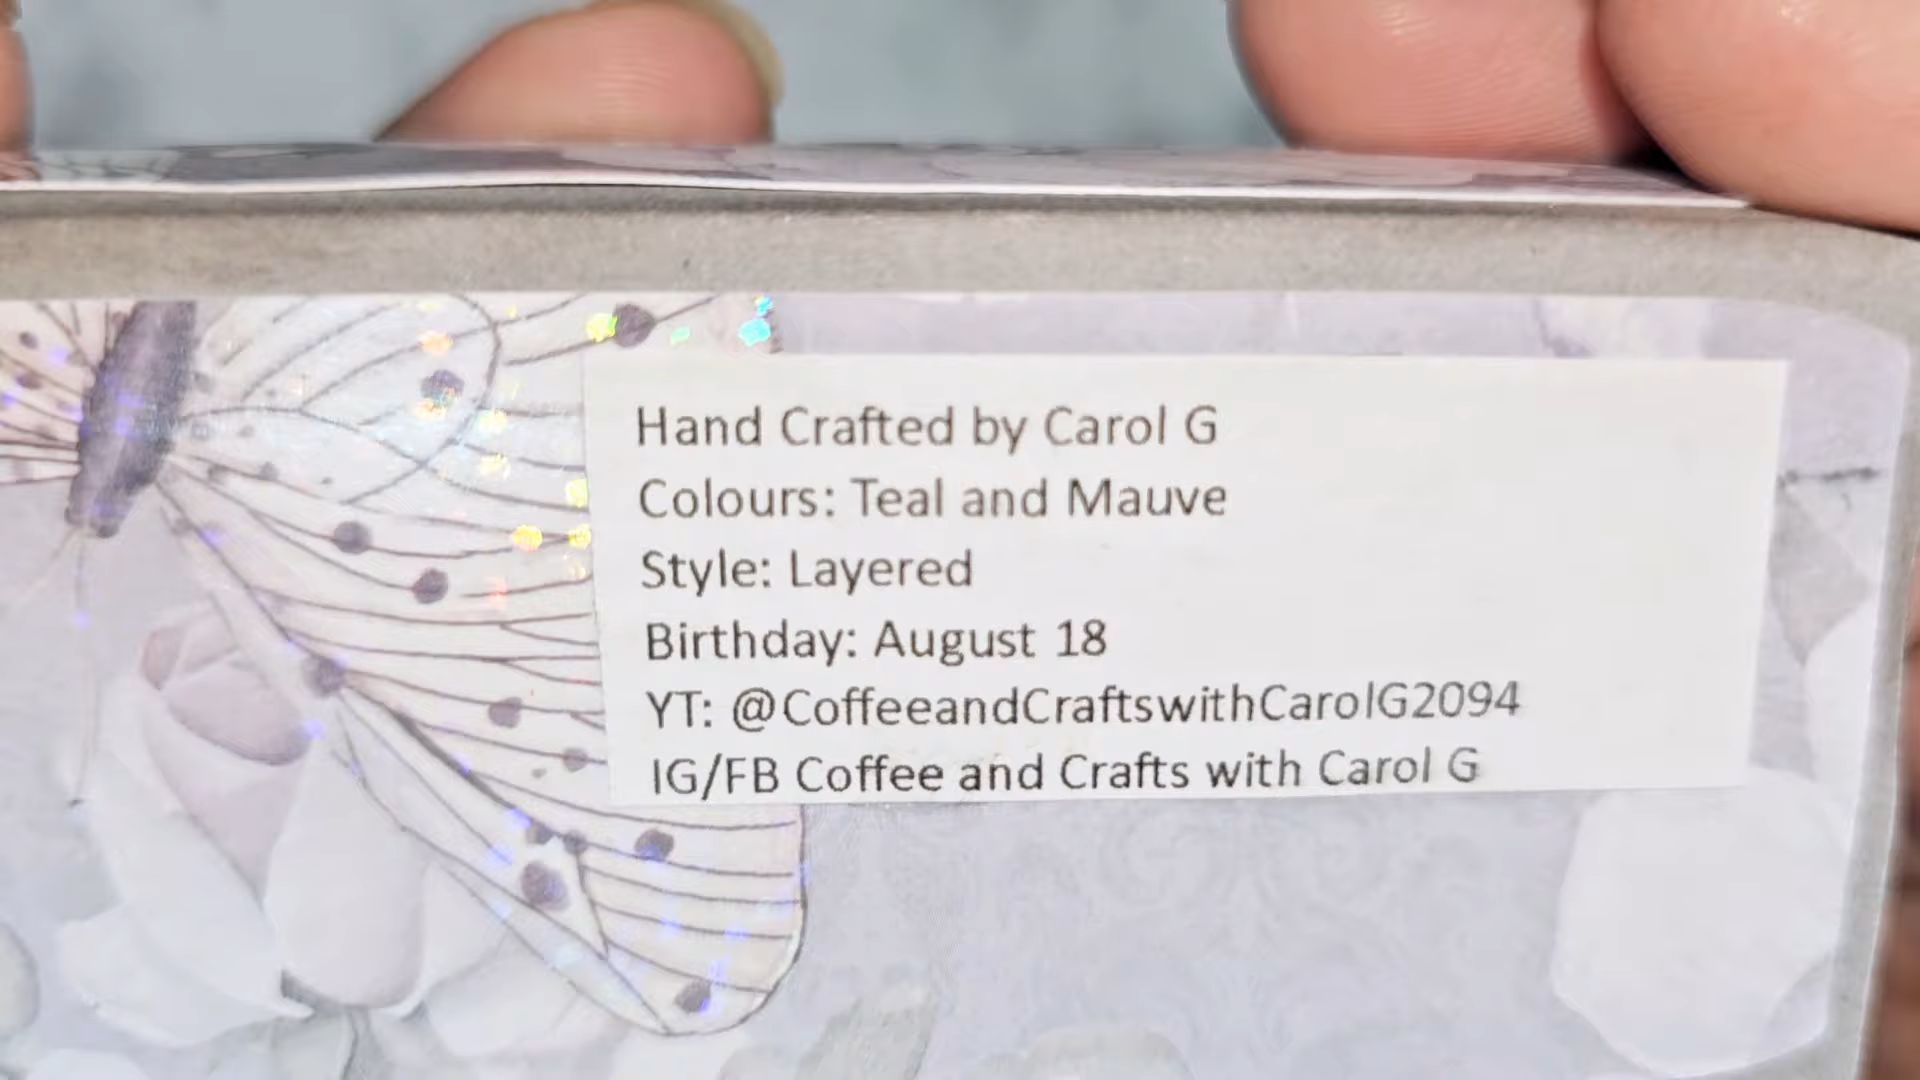 Hand Crafted by Carol G
Colours: Teal and Mauve
Style: Layered
Birthday: August 18
YT: @CoffeeandCraftswithCarolG2094
IG/FB Coffee and Crafts with Carol G